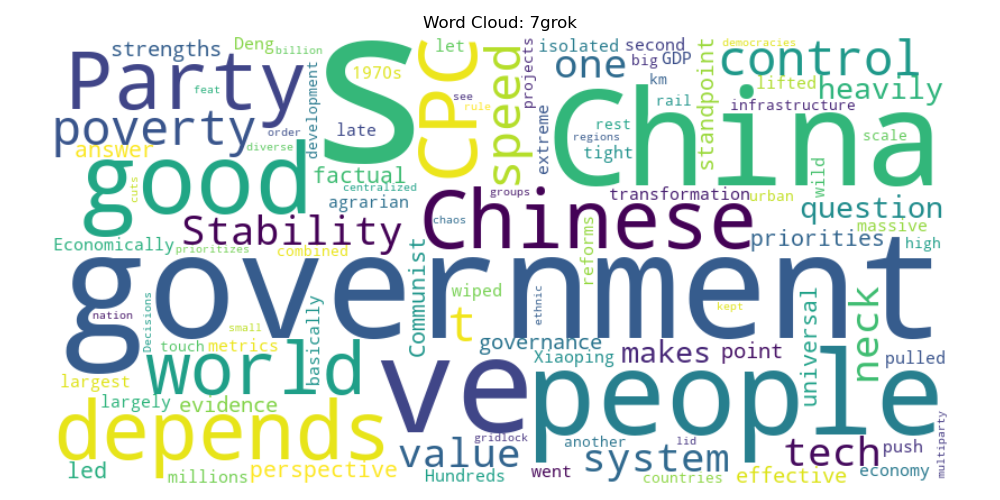 Word Cloud: 7grok
strengths
Deng
billion
let
isolated
second
democracies
Party
S
CPC
speed
projects
one
big
GDP
control
feat
1970s
development
see
rule
km
lifted
heavily
poverty
order
late
extreme
rail
standpoint
infrastructure
answer
diverse
regions
rest
scale
good
factual
tight
China
cuts
centralized
agrarian
groups
transformation
urban
wild
question
Stability
chaos
Chinese
massive
Economically
prioritizes
combined
reforms
priorities
high
government
nation
Decisions
small
Communist
wiped
t
ethnic
kept
touch
metrics
basically
governance
Xiaoping
makes
point
universal
neck
pulled
world
largest
largely
evidence
ve
people
depends
gridlock
value
another
lid
tech
push
multiparty
led
millions
perspective
Hundreds
went
system
countries
effective
economy